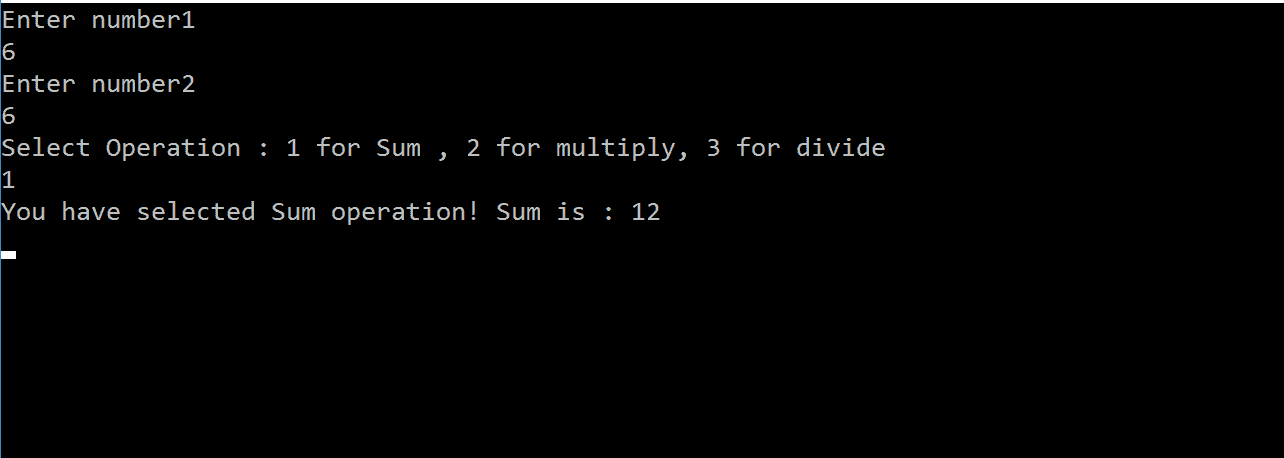 Enter number1
6
Enter number2
6
Select Operation : 1 for Sum , 2 for multiply, 3 for divide
1
You have selected Sum operation! Sum is : 12